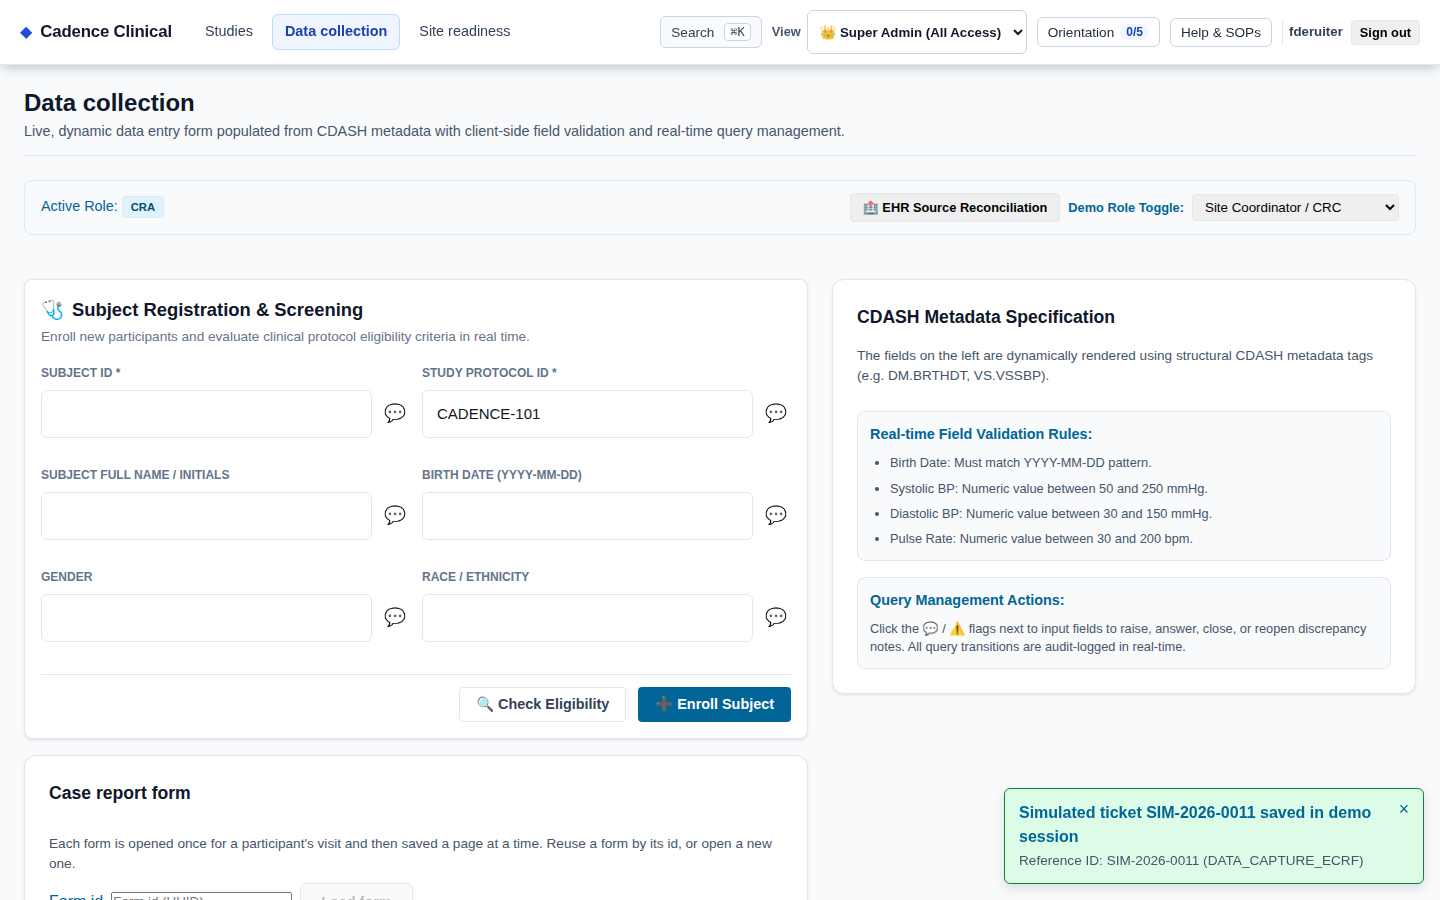 Cadence Clinical
Studies
Data collection
Site readiness
Search ⌘K
View
👑 Super Admin (All Access)
Orientation 0/5
Help & SOPs
fderuiter
Sign out
Data collection
Live, dynamic data entry form populated from CDASH metadata with client-side field validation and real-time query management.
Active Role: CRA
🏥 EHR Source Reconciliation
Demo Role Toggle:
Site Coordinator / CRC
🩺 Subject Registration & Screening
Enroll new participants and evaluate clinical protocol eligibility criteria in real time.
SUBJECT ID *
STUDY PROTOCOL ID *
CADENCE-101
SUBJECT FULL NAME / INITIALS
BIRTH DATE (YYYY-MM-DD)
GENDER
RACE / ETHNICITY
🔍 Check Eligibility
➕ Enroll Subject
CDASH Metadata Specification
The fields on the left are dynamically rendered using structural CDASH metadata tags
(e.g. DM.BRTHDT, VS.VSSBP).
Real-time Field Validation Rules:
• Birth Date: Must match YYYY-MM-DD pattern.
• Systolic BP: Numeric value between 50 and 250 mmHg.
• Diastolic BP: Numeric value between 30 and 150 mmHg.
• Pulse Rate: Numeric value between 30 and 200 bpm.
Query Management Actions:
Click the 💬 / ⚠️ flags next to input fields to raise, answer, close, or reopen discrepancy
notes. All query transitions are audit-logged in real-time.
Case report form
Each form is opened once for a participant's visit and then saved a page at a time. Reuse a form by its id, or open a new
one.
Form id
Form id (UUID)
Load form
Simulated ticket SIM-2026-0011 saved in demo
session
×
Reference ID: SIM-2026-0011 (DATA_CAPTURE_ECRF)